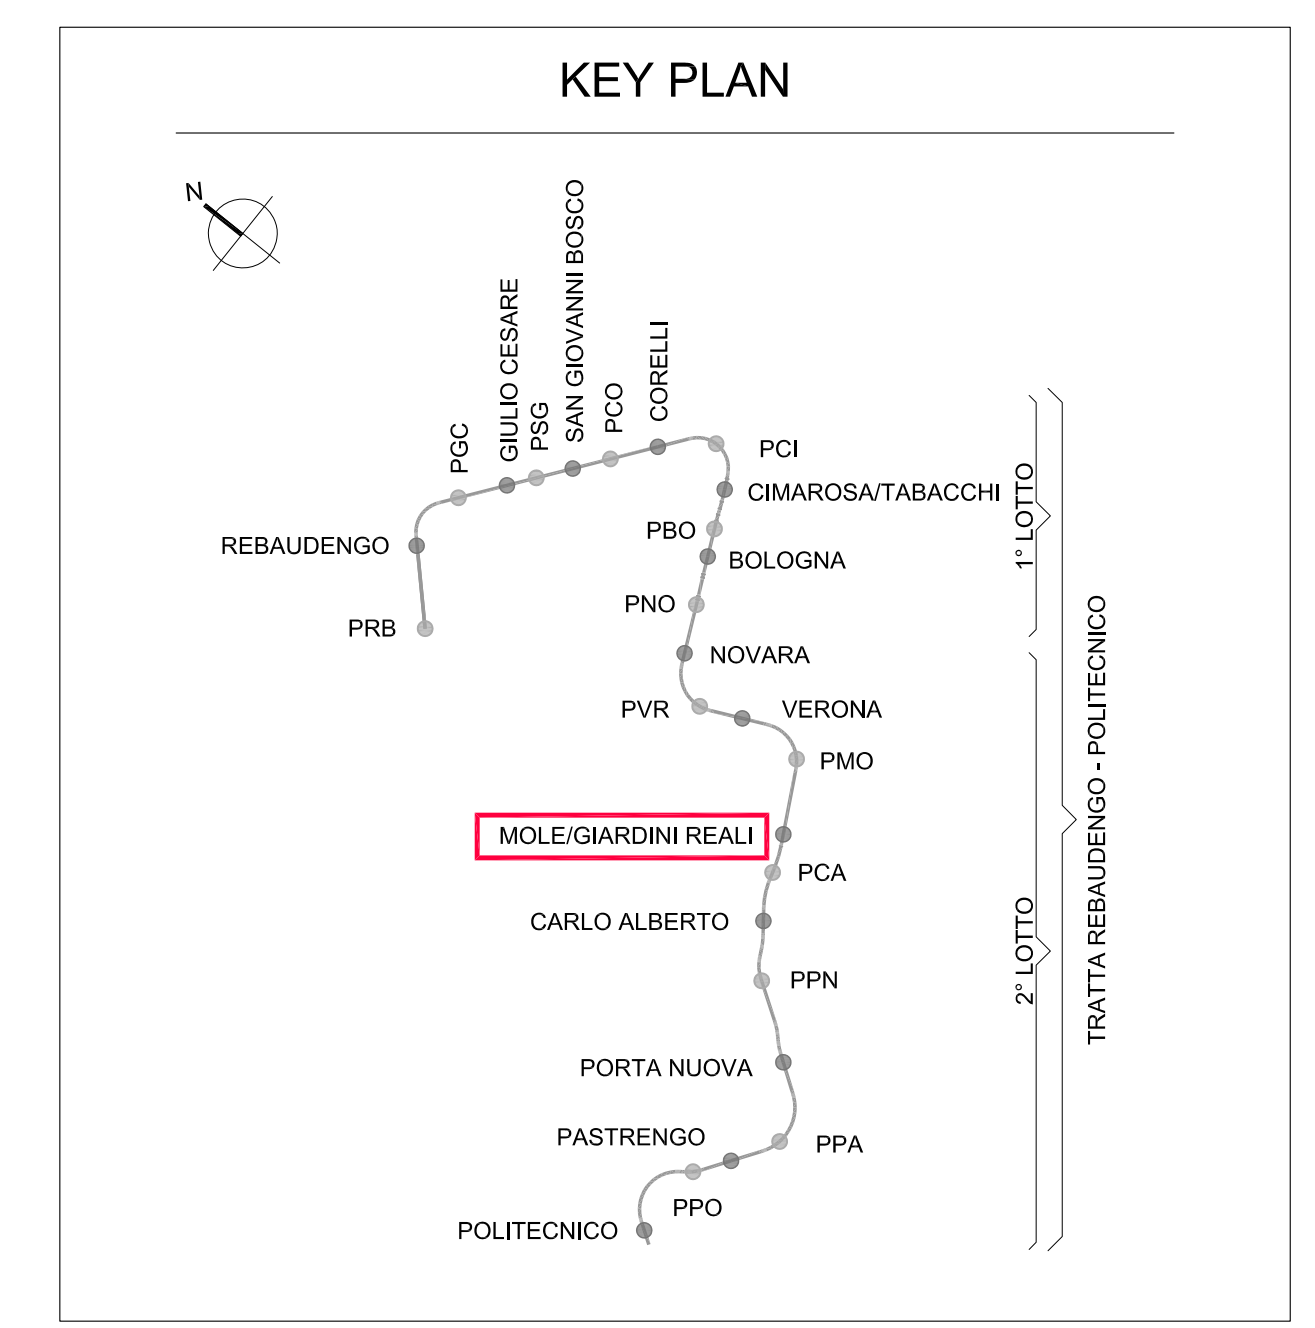 KEY PLAN
N
PGC
GIULIO CESARE
PSG
SAN GIOVANNI BOSCO
PCO
CORELLI
PCI
CIMAROSA/TABACCHI
PBO
REBAUDENGO
BOLOGNA
PNO
PRB
NOVARA
PVR
VERONA
PMO
MOLE/GIARDINI REALI
PCA
CARLO ALBERTO
PPN
PORTA NUOVA
PASTRENGO
PPA
PPO
POLITECNICO
1° LOTTO
2° LOTTO
TRATTA REBAUDENGO - POLITECNICO